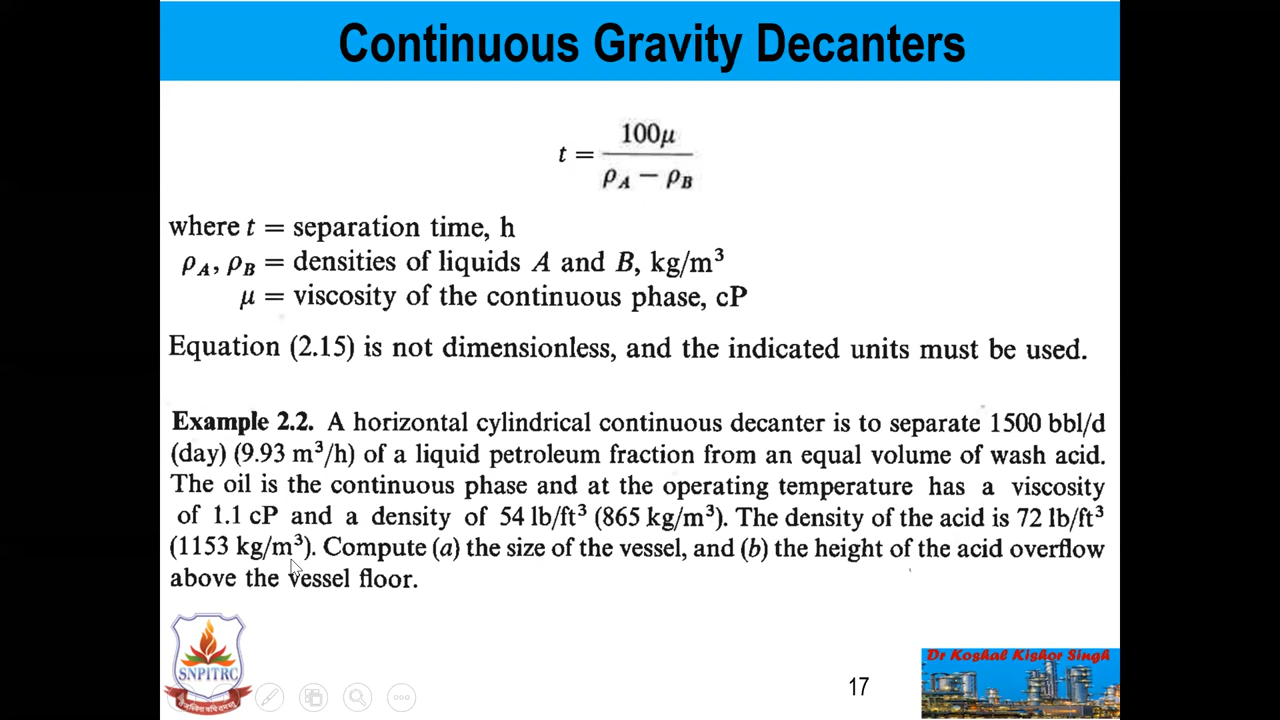 Continuous Gravity Decanters
t = 100μ / (ρA − ρB)
where t = separation time, h
ρA, ρB = densities of liquids A and B, kg/m³
μ = viscosity of the continuous phase, cP
Equation (2.15) is not dimensionless, and the indicated units must be used.
Example 2.2. A horizontal cylindrical continuous decanter is to separate 1500 bbl/d
(day) (9.93 m³/h) of a liquid petroleum fraction from an equal volume of wash acid.
The oil is the continuous phase and at the operating temperature has a viscosity
of 1.1 cP and a density of 54 lb/ft³ (865 kg/m³). The density of the acid is 72 lb/ft³
(1153 kg/m³). Compute (a) the size of the vessel, and (b) the height of the acid overflow
above the vessel floor.
SNPITRC
Dr Koshal Kishor Singh
17